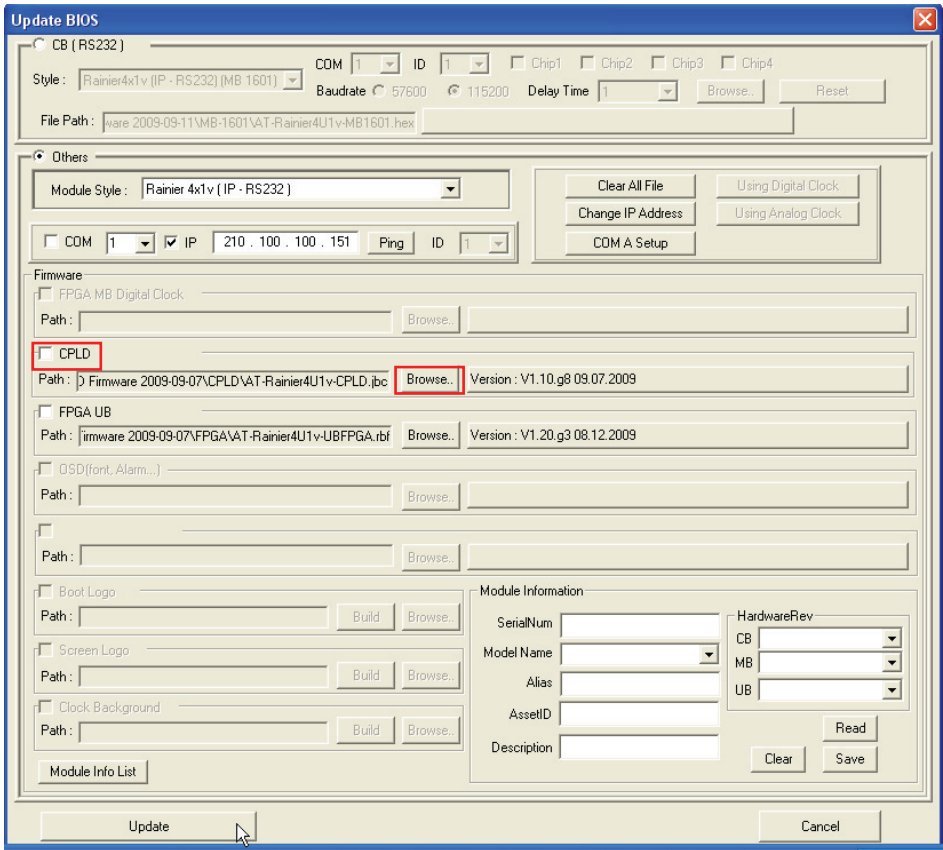 Update BIOS
CB ( RS232 )
Style : Rainier4x1v (IP - RS232) (MB 1601)
COM 1 ID 1 Chip1 Chip2 Chip3 Chip4
Baudrate 57600 115200 Delay Time 1 Browse.. Reset
File Path : ware 2009-09-11\MB-1601\AT-Rainier4U1v-MB1601.hex
Others
Module Style : Rainier 4x1v ( IP - RS232 )
Clear All File Using Digital Clock
Change IP Address Using Analog Clock
COM A Setup
COM 1 IP 210 . 100 . 100 . 151 Ping ID 1
Firmware
FPGA MB Digital Clock
Path : Browse..
CPLD
Path : ) Firmware 2009-09-07\CPLD\AT-Rainier4U1v-CPLD.jbc Browse.. Version : V1.10.g8 09.07.2009
FPGA UB
Path : irmware 2009-09-07\FPGA\AT-Rainier4U1v-UBFPGA.rbf Browse.. Version : V1.20.g3 08.12.2009
OSD(font, Alarm...)
Path : Browse..
Path : Browse..
Boot Logo
Path : Build Browse..
Screen Logo
Path : Build Browse..
Clock Background
Path : Build Browse..
Module Info List
Module Information
SerialNum
Model Name
Alias
AssetID
Description
HardwareRev
CB
MB
UB
Read
Clear Save
Update Cancel